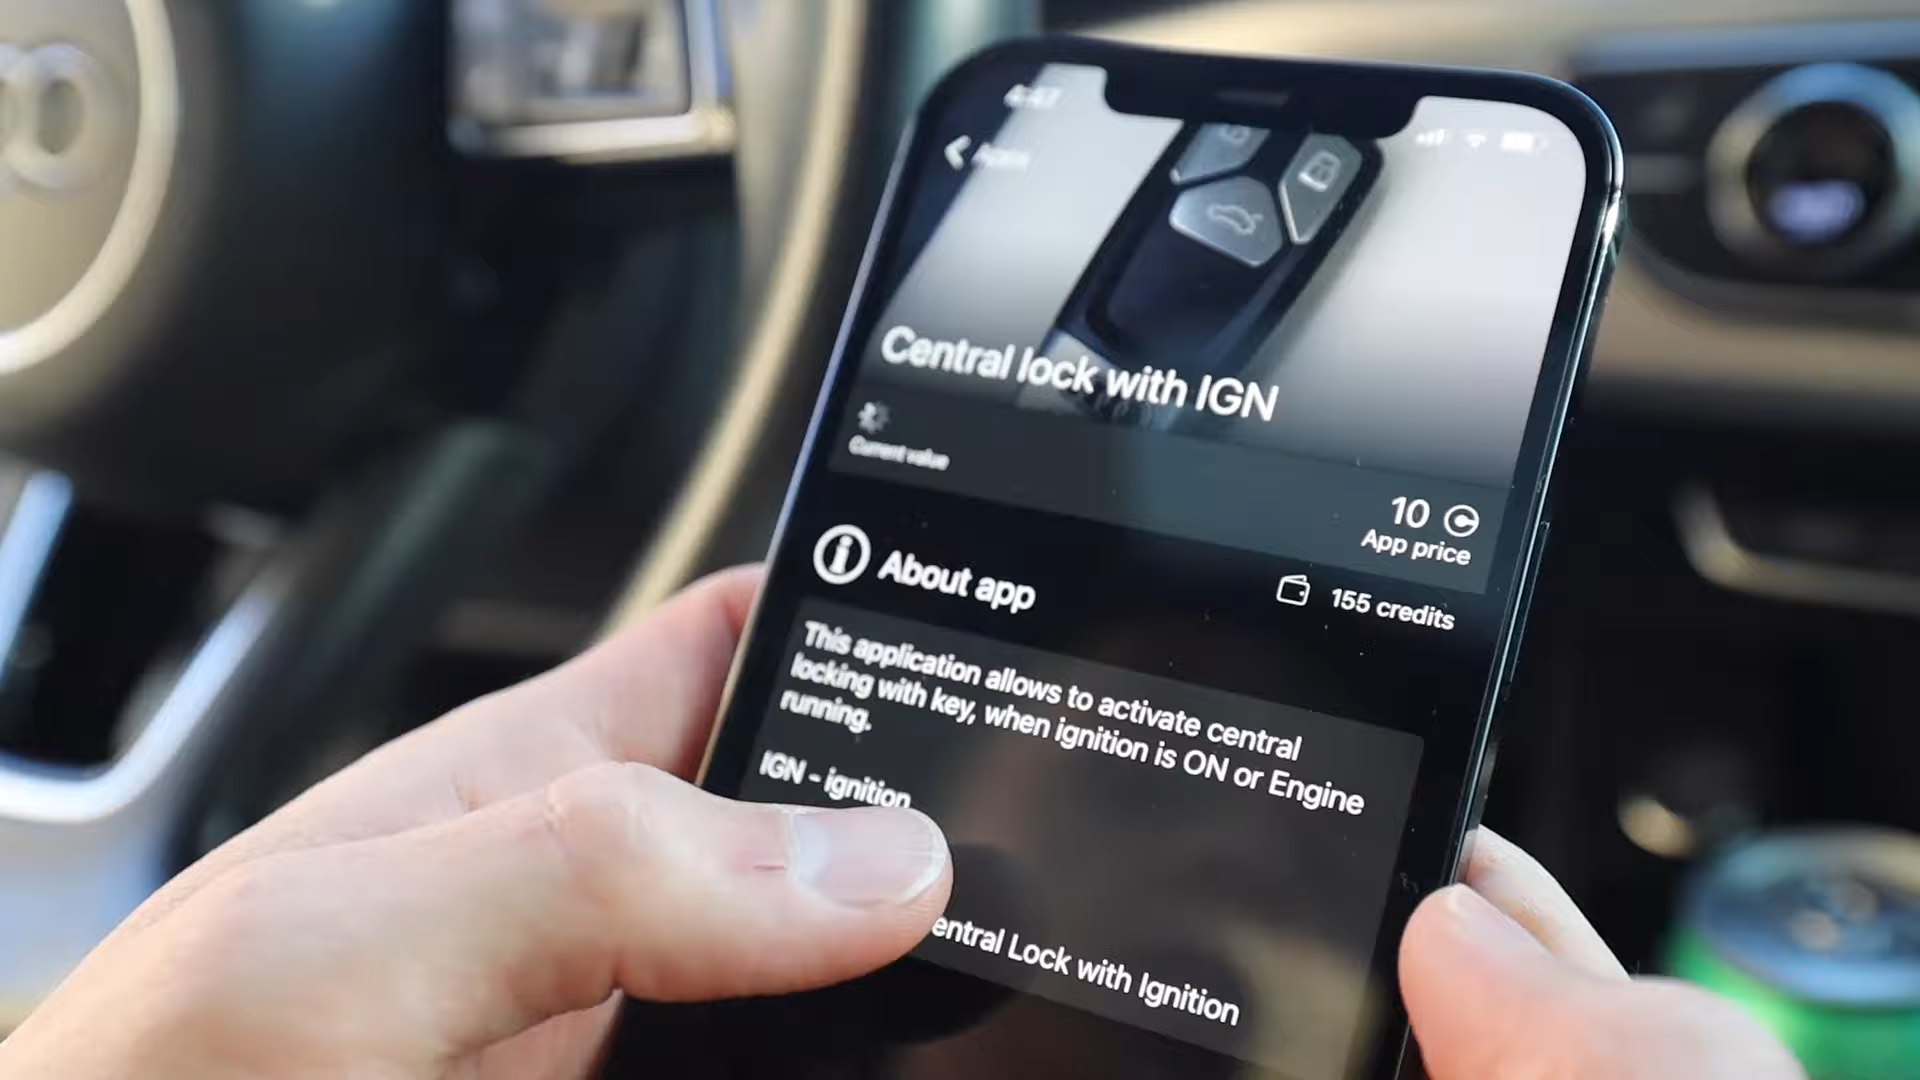 Apps
Central lock with IGN
Current value
10
App price
155 credits
About app
This application allows to activate central
locking with key, when ignition is ON or Engine
running.
IGN - ignition
entral Lock with Ignition